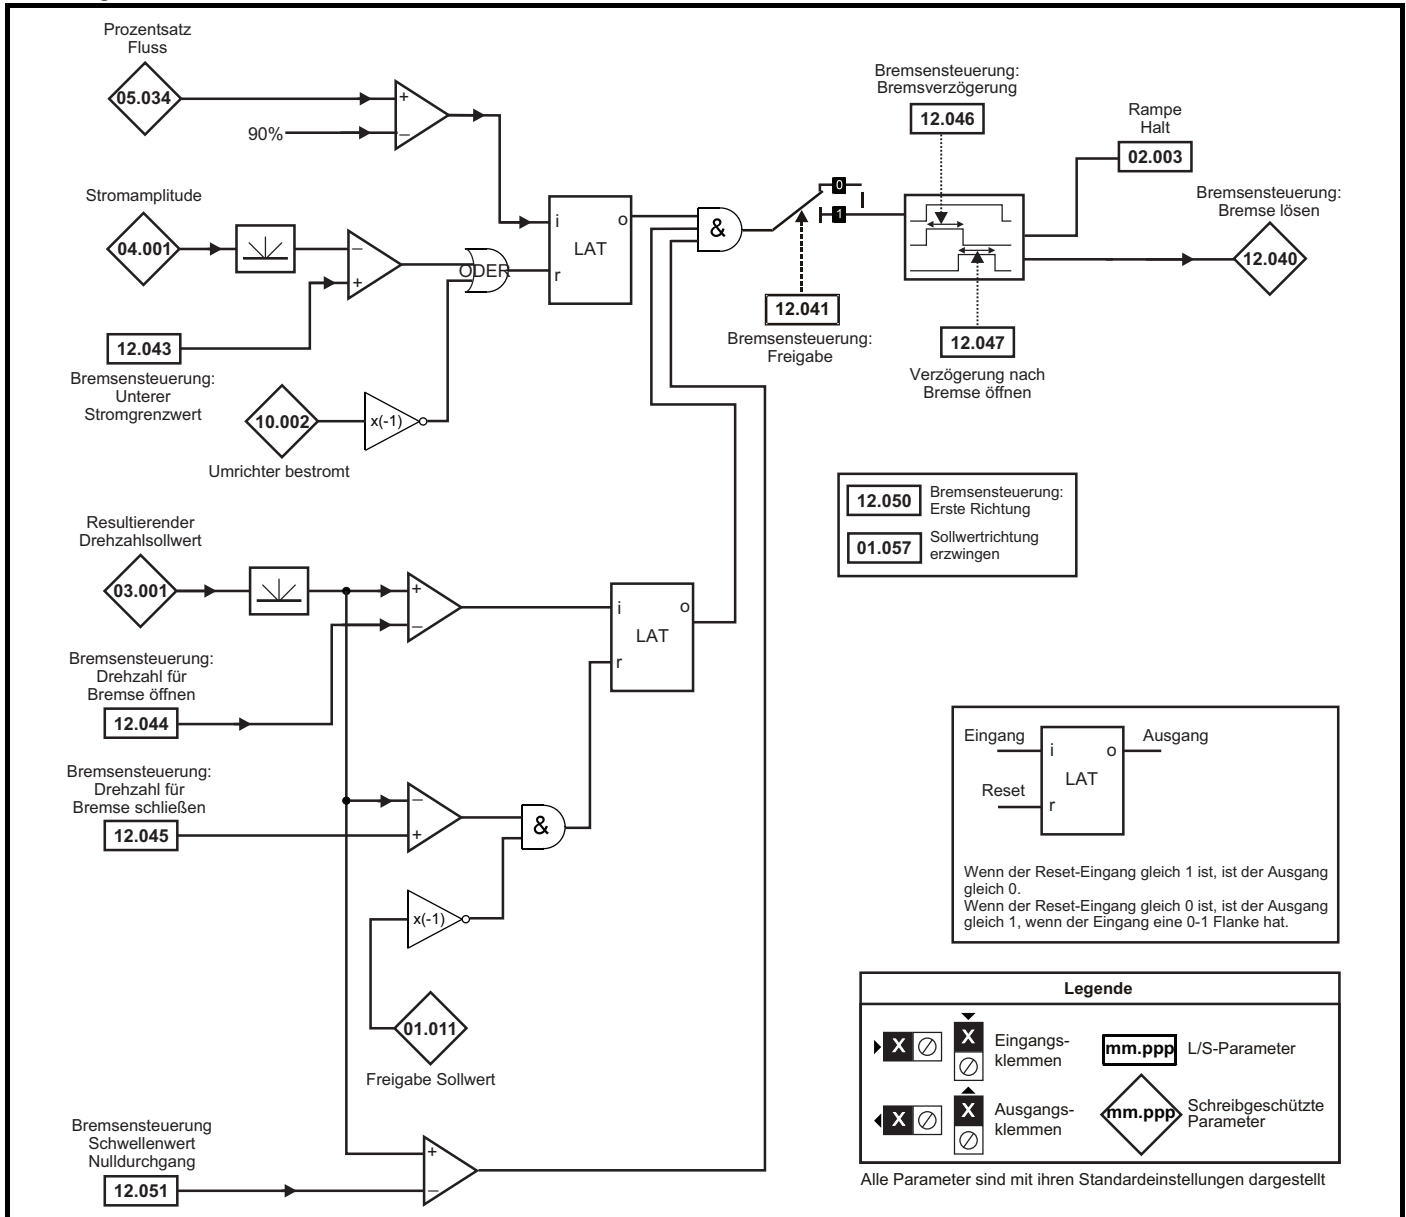 Prozentsatz
Fluss
05.034
+
90%
–
Stromamplitude
04.001
–
+
ODER
i
o
LAT
r
12.043
Bremsensteuerung:
Unterer
Stromgrenzwert
10.002
x(-1)
Umrichter bestromt
&
0
1
12.041
Bremsensteuerung:
Freigabe
Bremsensteuerung:
Bremsverzögerung
12.046
12.047
Verzögerung nach
Bremse öffnen
Rampe
Halt
02.003
Bremsensteuerung:
Bremse lösen
12.040
12.050
Bremsensteuerung:
Erste Richtung
01.057
Sollwertrichtung
erzwingen
Resultierender
Drehzahlsollwert
03.001
+
–
i
o
LAT
r
Bremsensteuerung:
Drehzahl für
Bremse öffnen
12.044
Bremsensteuerung:
Drehzahl für
Bremse schließen
12.045
–
+
&
x(-1)
01.011
Freigabe Sollwert
Bremsensteuerung
Schwellenwert
Nulldurchgang
12.051
+
–
Eingang
i
o
Ausgang
LAT
Reset
r
Wenn der Reset-Eingang gleich 1 ist, ist der Ausgang
gleich 0.
Wenn der Reset-Eingang gleich 0 ist, ist der Ausgang
gleich 1, wenn der Eingang eine 0-1 Flanke hat.
Legende
X
X
Eingangs-
klemmen
mm.ppp
L/S-Parameter
X
X
Ausgangs-
klemmen
mm.ppp
Schreibgeschützte
Parameter
Alle Parameter sind mit ihren Standardeinstellungen dargestellt